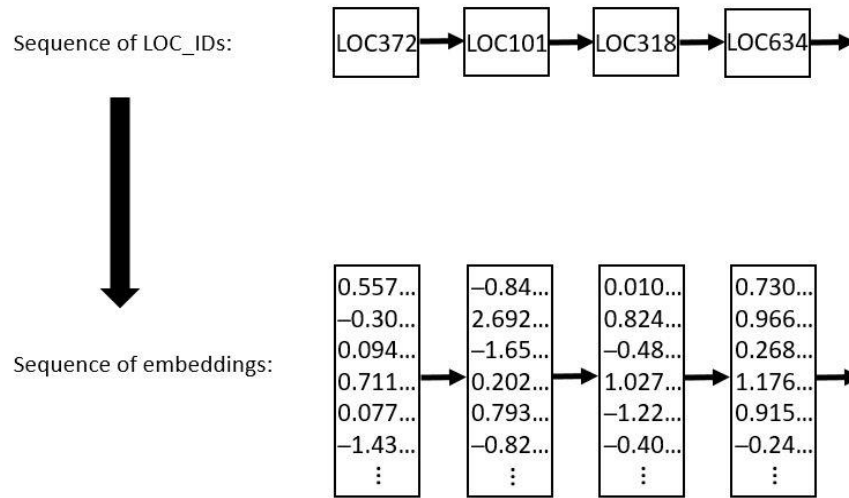 Sequence of LOC_IDs:
LOC372 LOC101 LOC318 LOC634
Sequence of embeddings:
0.557... –0.84... 0.010... 0.730...
–0.30... 2.692... 0.824... 0.966...
0.094... –1.65... –0.48... 0.268...
0.711... 0.202... 1.027... 1.176...
0.077... 0.793... –1.22... 0.915...
–1.43... –0.82... –0.40... –0.24...
⋮ ⋮ ⋮ ⋮